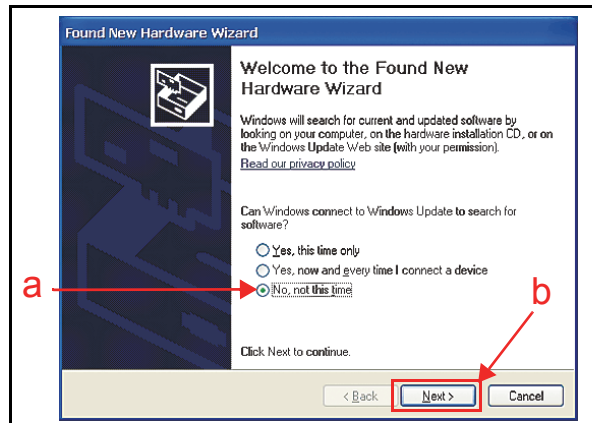 Found New Hardware Wizard
Welcome to the Found New
Hardware Wizard
Windows will search for current and updated software by
looking on your computer, on the hardware installation CD, or on
the Windows Update Web site (with your permission).
Read our privacy policy
Can Windows connect to Windows Update to search for
software?
Yes, this time only
Yes, now and every time I connect a device
a
No, not this time
b
Click Next to continue.
< Back
Next >
Cancel